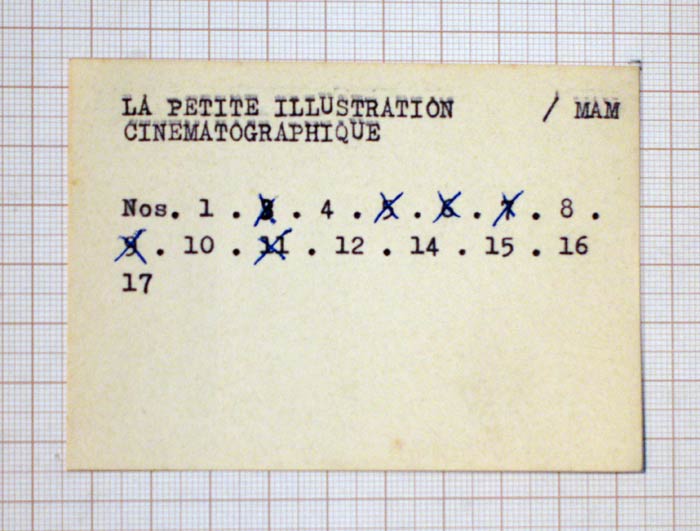 LA PETITE ILLUSTRATION / MAM
CINEMATOGRAPHIQUE
Nos. 1 . 3 . 4 . 5 . 6 . 7 . 8 .
9 . 10 . 11 . 12 . 14 . 15 . 16
17